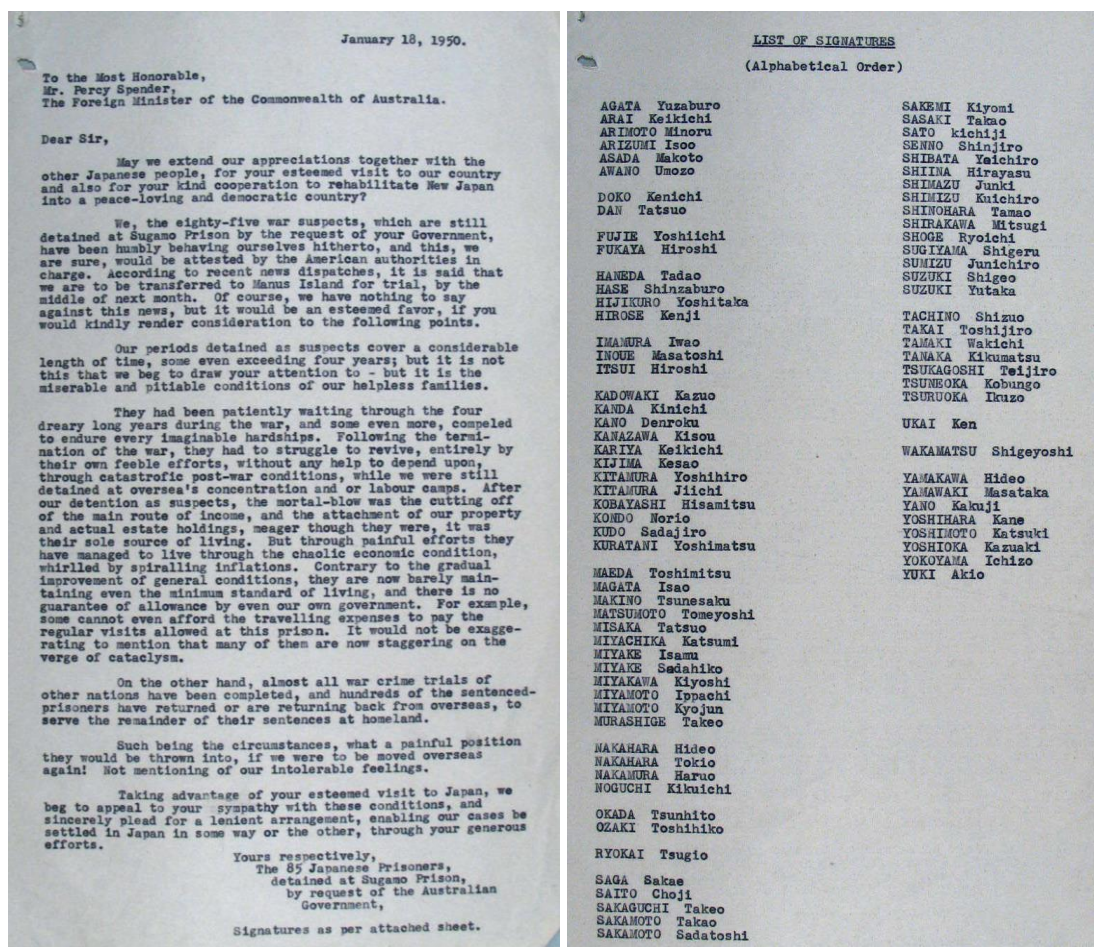 January 18, 1950.
To the Most Honorable,
Mr. Percy Spender,
The Foreign Minister of the Commonwealth of Australia.
Dear Sir,
May we extend our appreciations together with the
other Japanese people, for your esteemed visit to our country
and also for your kind cooperation to rehabilitate New Japan
into a peace-loving and democratic country?
We, the eighty-five war suspects, which are still
detained at Sugamo Prison by the request of your Government,
have been humbly behaving ourselves hitherto, and this, we
are sure, would be attested by the American authorities in
charge. According to recent news dispatches, it is said that
we are to be transferred to Manus Island for trial, by the
middle of next month. Of course, we have nothing to say
against this news, but it would be an esteemed favor, if you
would kindly render consideration to the following points.
Our periods detained as suspects cover a considerable
length of time, some even exceeding four years; but it is not
this that we beg to draw your attention to - but it is the
miserable and pitiable conditions of our helpless families.
They had been patiently waiting through the four
dreary long years during the war, and some even more, compeled
to endure every imaginable hardships. Following the termi-
nation of the war, they had to struggle to revive, entirely by
their own feeble efforts, without any help to depend upon,
through catastrofic post-war conditions, while we were still
detained at oversea's concentration and or labour camps. After
our detention as suspects, the mortal-blow was the cutting off
of the main route of income, and the attachment of our property
and actual estate holdings, meager though they were, it was
their sole source of living. But through painful efforts they
have managed to live through the chaolic economic condition,
whirlled by spiralling inflations. Contrary to the gradual
improvement of general conditions, they are now barely main-
taining even the minimum standard of living, and there is no
guarantee of allowance by even our own government. For example,
some cannot even afford the travelling expenses to pay the
regular visits allowed at this prison. It would not be exagge-
rating to mention that many of them are now staggering on the
verge of cataclysm.
On the other hand, almost all war crime trials of
other nations have been completed, and hundreds of the sentenced-
prisoners have returned or are returning back from overseas, to
serve the remainder of their sentences at homeland.
Such being the circumstances, what a painful position
they would be thrown into, if we were to be moved overseas
again! Not mentioning of our intolerable feelings.
Taking advantage of your esteemed visit to Japan, we
beg to appeal to your sympathy with these conditions, and
sincerely plead for a lenient arrangement, enabling our cases be
settled in Japan in some way or the other, through your generous
efforts.
Yours respectively,
The 85 Japanese Prisoners,
detained at Sugamo Prison,
by request of the Australian
Government,
Signatures as per attached sheet.
LIST OF SIGNATURES
(Alphabetical Order)
AGATA Yuzaburo
ARAI Keikichi
ARIMOTO Minoru
ARIZUMI Isoo
ASADA Makoto
AWANO Umozo
DOKO Kenichi
DAN Tatsuo
FUJIE Yoshiichi
FUKAYA Hiroshi
HANEDA Tadao
HASE Shinzaburo
HIJIKURO Yoshitaka
HIROSE Kenji
IMAMURA Iwao
INOUE Masatoshi
ITSUI Hiroshi
KADOWAKI Kazuo
KANDA Kinichi
KANO Denroku
KANAZAWA Kisou
KARIYA Keikichi
KIJIMA Kesao
KITAMURA Yoshihiro
KITAMURA Jiichi
KOBAYASHI Hisamitsu
KONDO Norio
KUDO Sadajiro
KURATANI Yoshimatsu
MAEDA Toshimitsu
MAGATA Isao
MAKINO Tsunesaku
MATSUMOTO Tomeyoshi
MISAKA Tatsuo
MIYACHIKA Katsumi
MIYAKE Isamu
MIYAKE Sadahiko
MIYAKAWA Kiyoshi
MIYAMOTO Ippachi
MIYAMOTO Kyojun
MURASHIGE Takeo
NAKAHARA Hideo
NAKAHARA Tokio
NAKAMURA Haruo
NOGUCHI Kikuichi
OKADA Tsunhito
OZAKI Toshihiko
RYOKAI Tsugio
SAGA Sakae
SAITO Choji
SAKAGUCHI Takeo
SAKAMOTO Takao
SAKAMOTO Sadatoshi
SAKEMI Kiyomi
SASAKI Takao
SATO kichiji
SENNO Shinjiro
SHIBATA Yaichiro
SHIINA Hirayasu
SHIMAZU Junki
SHIMIZU Kuichiro
SHINOHARA Tamao
SHIRAKAWA Mitsugi
SHOGE Ryoichi
SUGIYAMA Shigeru
SUMIZU Junichiro
SUZUKI Shigeo
SUZUKI Yutaka
TACHINO Shizuo
TAKAI Toshijiro
TAMAKI Wakichi
TANAKA Kikumatsu
TSUKAGOSHI Teijiro
TSUNEOKA Kobungo
TSURUOKA Ikuzo
UKAI Ken
WAKAMATSU Shigeyoshi
YAMAKAWA Hideo
YAMAWAKI Masataka
YANO Kakuji
YOSHIHARA Kane
YOSHIMOTO Katsuki
YOSHIOKA Kazuaki
YOKOYAMA Ichizo
YUKI Akio